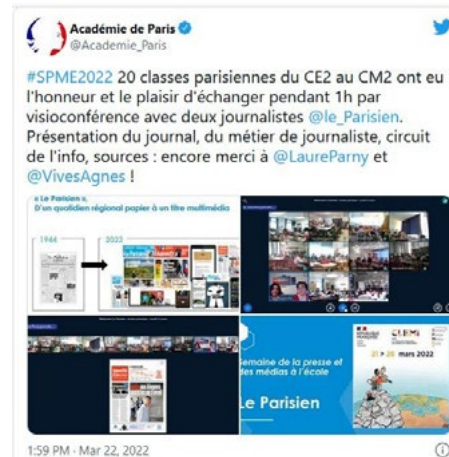 Académie de Paris
@Academie_Paris
#SPME2022 20 classes parisiennes du CE2 au CM2 ont eu
l'honneur et le plaisir d'échanger pendant 1h par
visioconférence avec deux journalistes @le_Parisien.
Présentation du journal, du métier de journaliste, circuit
de l'info, sources : encore merci à @LaureParny et
@VivesAgnes !
« Le Parisien »,
D'un quotidien régional papier à un titre multimédia
1944
2022
Semaine de la presse et
des médias à l'école
Le Parisien
CLEMI
21 > 26 mars 2022
1:59 PM · Mar 22, 2022